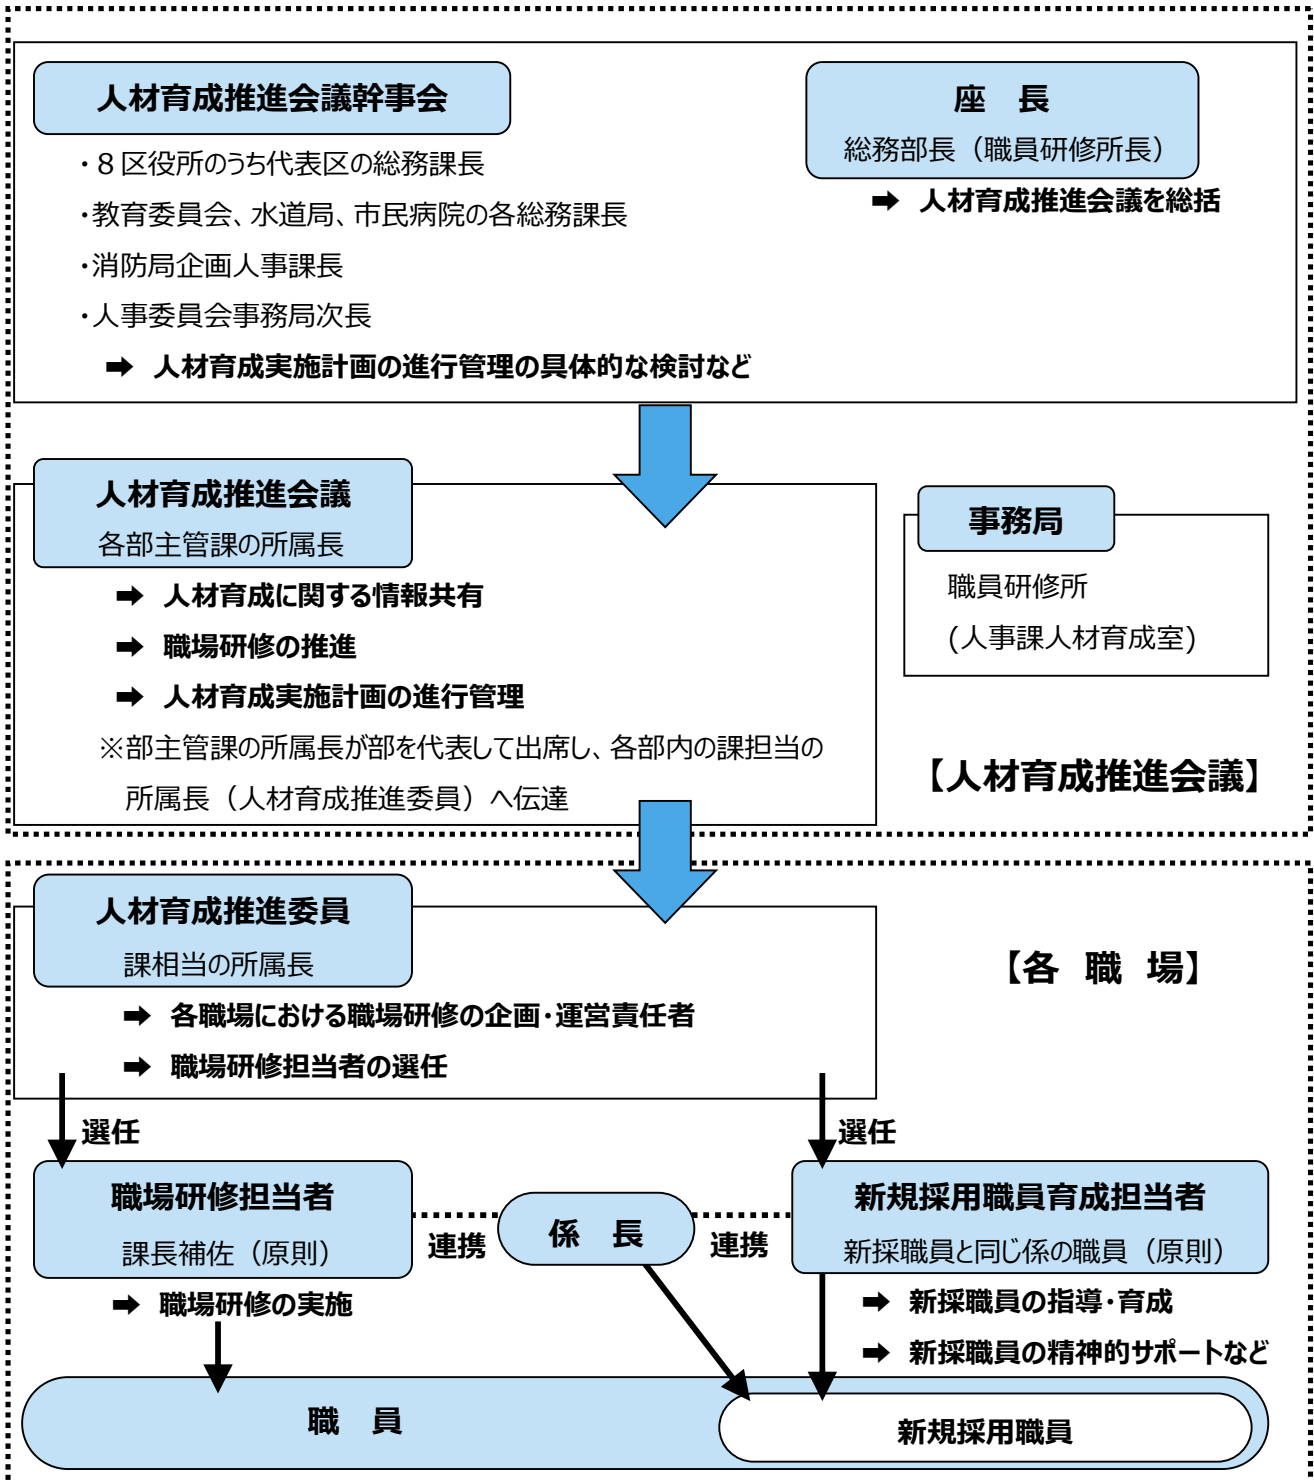 人材育成推進会議幹事会
・8区役所のうち代表区の総務課長
・教育委員会、水道局、市民病院の各総務課長
・消防局企画人事課長
・人事委員会事務局次長
➡ 人材育成実施計画の進行管理の具体的な検討など
座　長
総務部長（職員研修所長）
➡ 人材育成推進会議を総括
人材育成推進会議
各部主管課の所属長
➡ 人材育成に関する情報共有
➡ 職場研修の推進
➡ 人材育成実施計画の進行管理
※部主管課の所属長が部を代表して出席し、各部内の課担当の
所属長（人材育成推進委員）へ伝達
事務局
職員研修所
(人事課人材育成室)
【人材育成推進会議】
人材育成推進委員
課相当の所属長
➡ 各職場における職場研修の企画・運営責任者
➡ 職場研修担当者の選任
【各　職　場】
選任
選任
職場研修担当者
課長補佐（原則）
➡ 職場研修の実施
連携
係　長
連携
新規採用職員育成担当者
新採職員と同じ係の職員（原則）
➡ 新採職員の指導・育成
➡ 新採職員の精神的サポートなど
職　員
新規採用職員